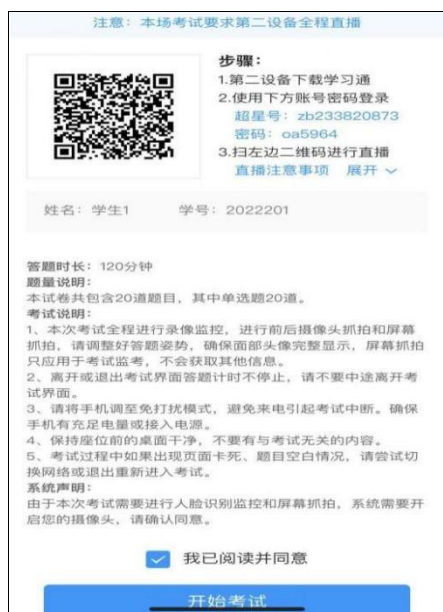 注意：本场考试要求第二设备全程直播
步骤：
1.第二设备下载学习通
2.使用下方账号密码登录
超星号：zb233820873
密码：oa5964
3.扫左边二维码进行直播
直播注意事项 展开
姓名：学生1 学号：2022201
答题时长：120分钟
题量说明：
本试卷共包含20道题目，其中单选题20道。
考试说明：
1、本次考试全程进行录像监控，进行前后摄像头抓拍和屏幕
抓拍，请调整好答题姿势，确保面部头像完整显示，屏幕抓拍
只应用于考试监考，不会获取其他信息。
2、离开或退出考试界面答题计时不停止，请不要中途离开考
试界面。
3、请将手机调至免打扰模式，避免来电引起考试中断。确保
手机有充足电量或接入电源。
4、保持座位前的桌面干净，不要有与考试无关的内容。
5、考试过程中如果出现页面卡死、题目空白情况，请尝试切
换网络或退出重新进入考试。
系统声明：
由于本次考试需要进行人脸识别监控和屏幕抓拍，系统需要开
启您的摄像头，请确认同意。
我已阅读并同意
开始考试